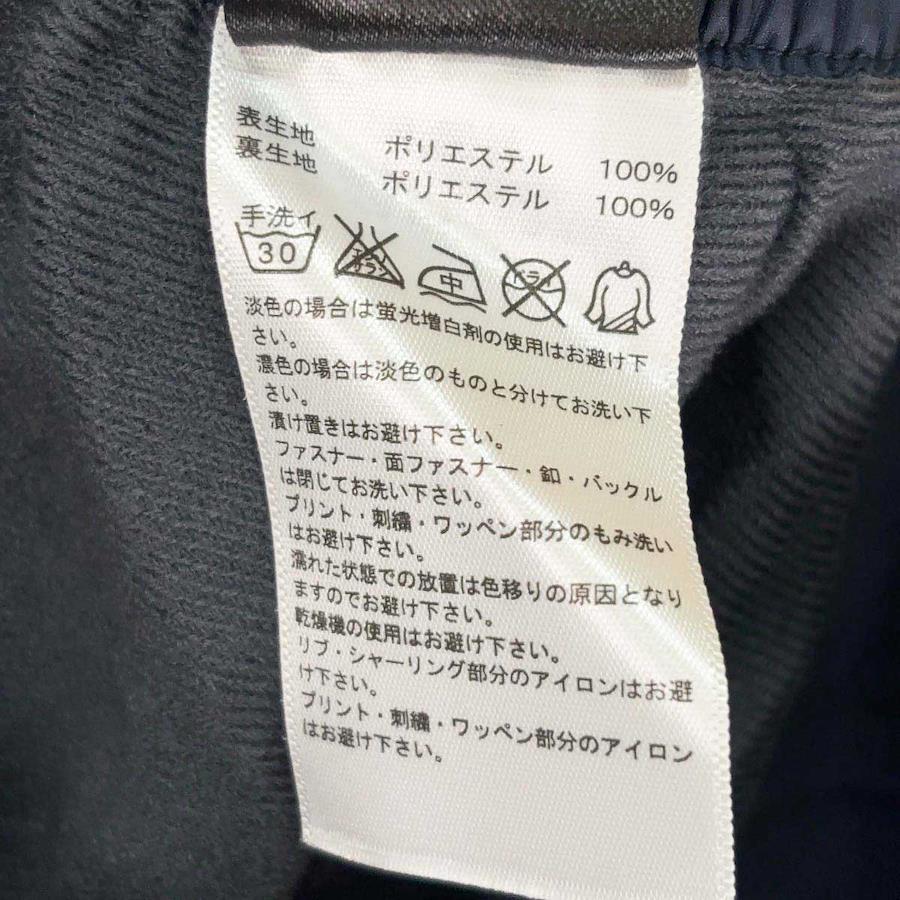 表生地 ポリエステル 100%
裏生地 ポリエステル 100%
手洗イ
30 エンソ サラシ 中 ドライ
淡色の場合は蛍光増白剤の使用はお避け下
さい。
濃色の場合は淡色のものと分けてお洗い下
さい。
漬け置きはお避け下さい。
ファスナー・面ファスナー・釦・バックル
は閉じてお洗い下さい。
プリント・刺繍・ワッペン部分のもみ洗い
はお避け下さい。
濡れた状態での放置は色移りの原因となり
ますのでお避け下さい。
乾燥機の使用はお避け下さい。
リブ・シャーリング部分のアイロンはお避
け下さい。
プリント・刺繍・ワッペン部分のアイロン
はお避け下さい。